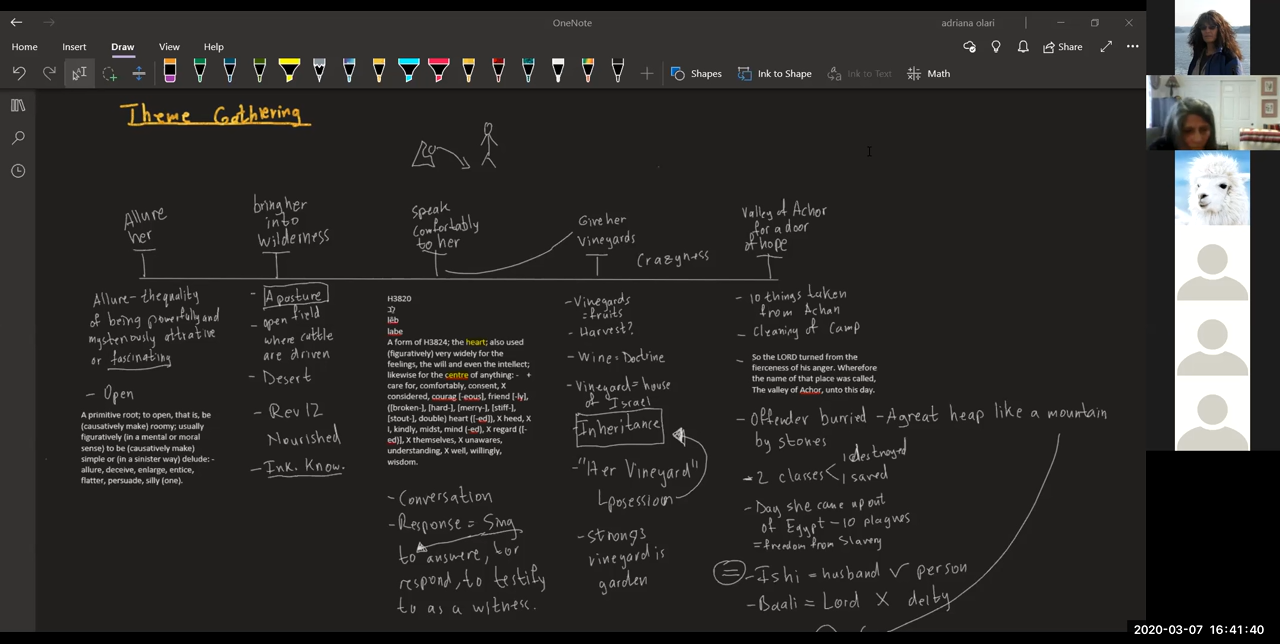 OneNote
adriana olari
Home Insert Draw View Help
Share
Shapes Ink to Shape Ink to Text Math
Theme Gathering
Allure
her
bring her
into
Wilderness
Speak
Comfortably
to her
Give her
Vineyards
Crazyness
Valley of Achor
for a door
of hope
Allure- the quality
of being powerfully and
mysteriously attrative
or fascinating
- Open
A primitive root; to open, that is, be
(causatively make) roomy; usually
figuratively (in a mental or moral
sense) to be (causatively make)
simple or (in a sinister way) delude: -
allure, deceive, enlarge, entice,
flatter, persuade, silly (one).
- A posture
- open field
where cattle
are driven
- Desert
- Rev 12
Nourished
- Ink. Know.
H3820
לב
lêb
labe
A form of H3824; the heart; also used
(figuratively) very widely for the
feelings, the will and even the intellect;
likewise for the centre of anything: - +
care for, comfortably, consent, X
considered, courag [-eous], friend [-ly],
([broken-], [hard-], [merry-], [stiff-],
[stout-], double) heart ([-ed]), X heed, X
I, kindly, midst, mind (-ed), X regard ([-
ed]), X themselves, X unawares,
understanding, X well, willingly,
wisdom.
- Conversation
- Response = Sing
to answere, tor
respond, to testify
to as a witness.
- Vineyards
= fruits
- Harvest?
- Wine = Doctrine
- Vineyard = house
of Israel
- Inheritance
- "Her Vineyard"
Lposession
- Strongs
vineyard is
garden
- 10 things taken
from Achan
- Cleaning of Camp
- So the LORD turned from the
fierceness of his anger. Wherefore
the name of that place was called,
The valley of Achor, unto this day.
- Offender buried - A great heap like a mountain
by stones
- 2 classes < 1 destroyed
1 saved
- Day she came up out
of Egypt - 10 plagues
= freedom from Slavery
= - Ishi = husband √ person
- Baali = Lord X deity
2020-03-07 16:41:40